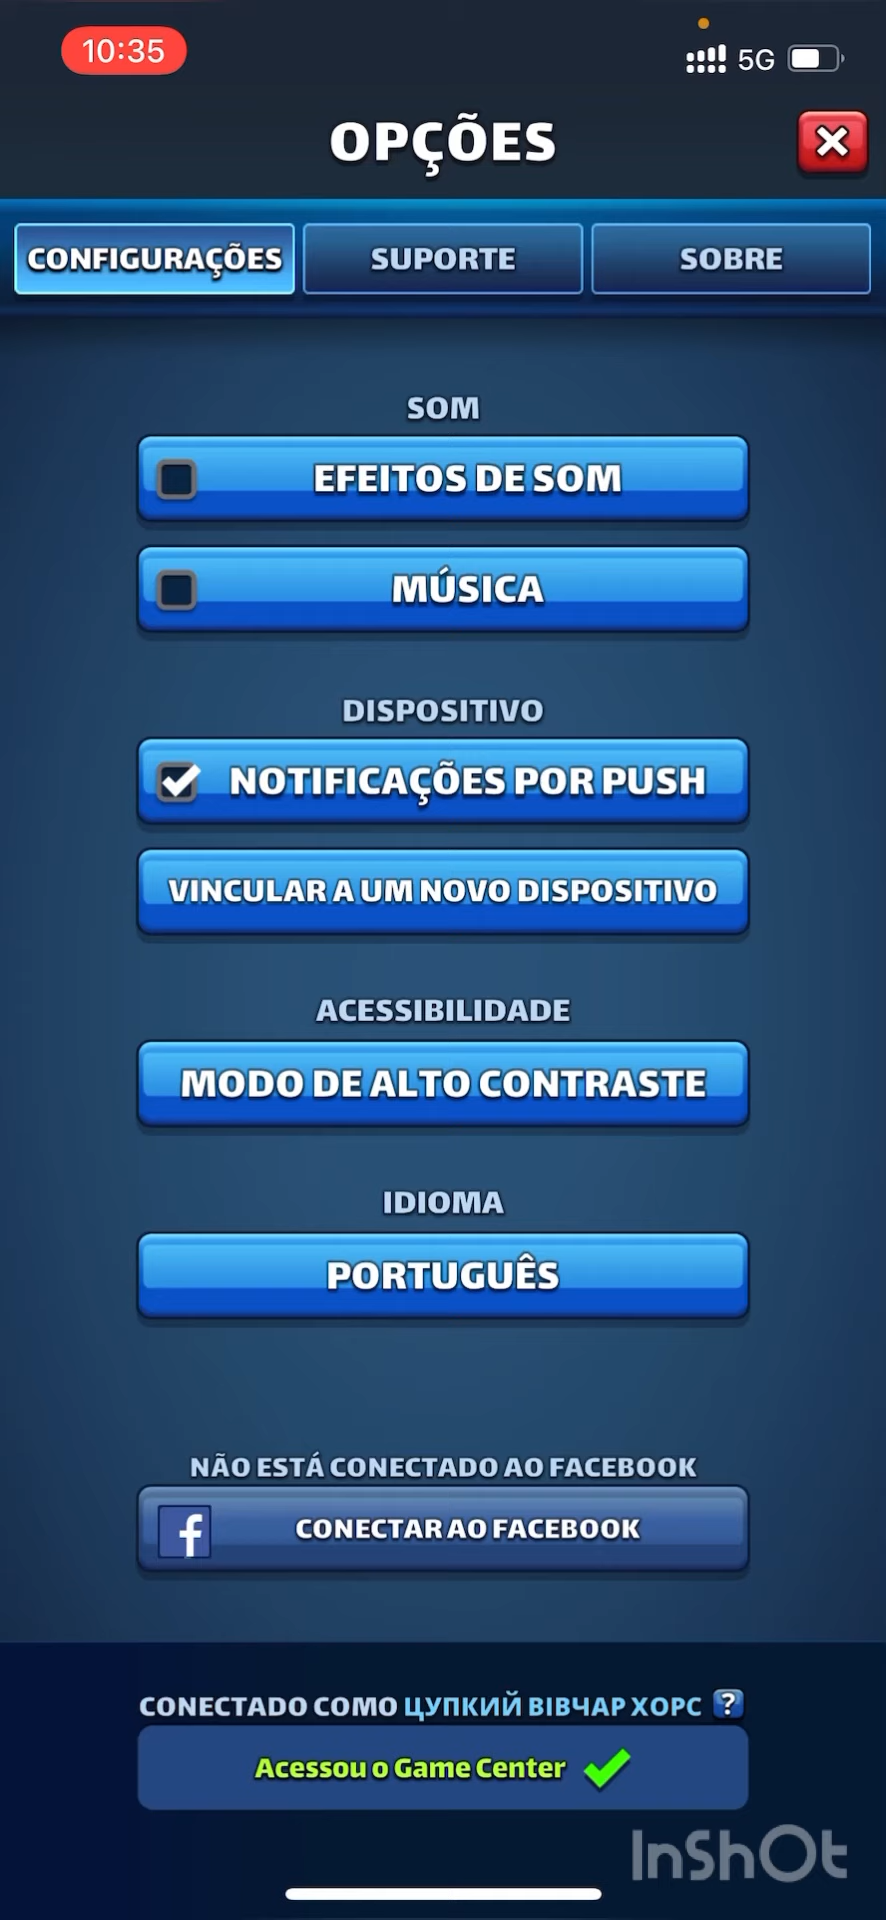 10:35
5G
OPÇÕES
CONFIGURAÇÕES
SUPORTE
SOBRE
SOM
EFEITOS DE SOM
MÚSICA
DISPOSITIVO
NOTIFICAÇÕES POR PUSH
VINCULAR A UM NOVO DISPOSITIVO
ACESSIBILIDADE
MODO DE ALTO CONTRASTE
IDIOMA
PORTUGUÊS
NÃO ESTÁ CONECTADO AO FACEBOOK
f CONECTAR AO FACEBOOK
CONECTADO COMO ЦУПКИЙ ВІВЧАР ХОРС ?
Acessou o Game Center
InShOt